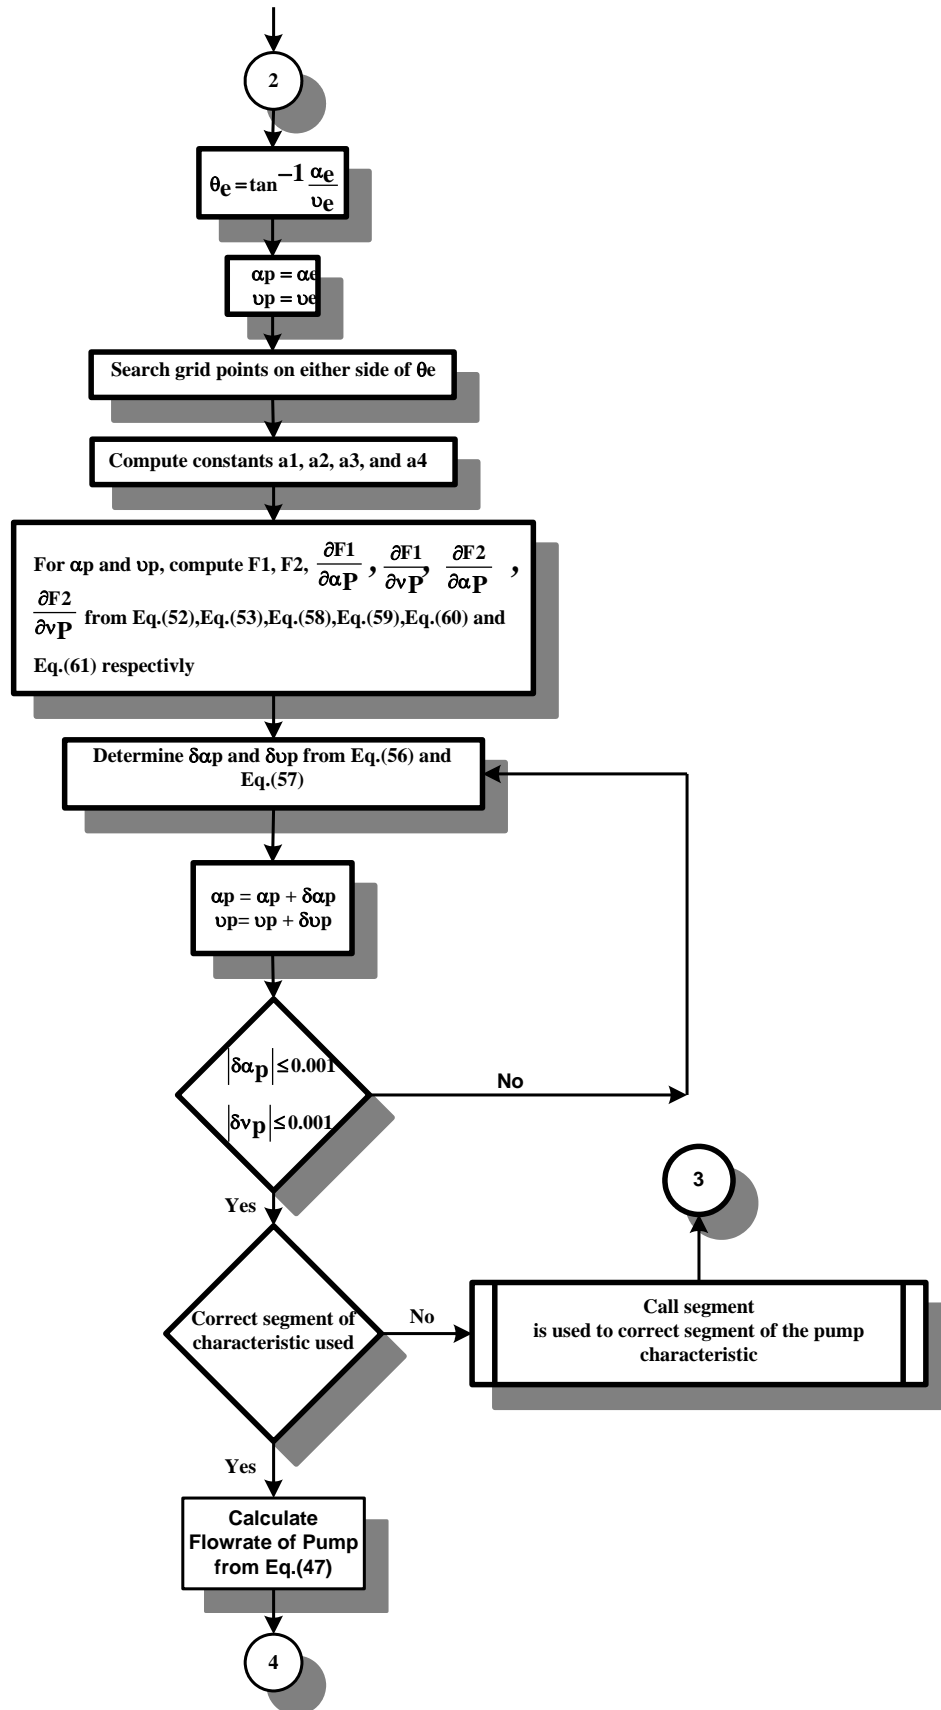 2
θe = tan⁻¹ αe/υe
αp = αe
υp = υe
Search grid points on either side of θe
Compute constants a1, a2, a3, and a4
For αp and υp, compute F1, F2, ∂F1/∂αP , ∂F1/∂νP, ∂F2/∂αP ,
∂F2/∂νP from Eq.(52),Eq.(53),Eq.(58),Eq.(59),Eq.(60) and
Eq.(61) respectivly
Determine δαp and δυp from Eq.(56) and
Eq.(57)
αp = αp + δαp
υp= υp + δυp
|δαp| ≤ 0.001
|δνp| ≤ 0.001
No
Yes
3
Correct segment of
characteristic used
No
Call segment
is used to correct segment of the pump
characteristic
Yes
Calculate
Flowrate of Pump
from Eq.(47)
4